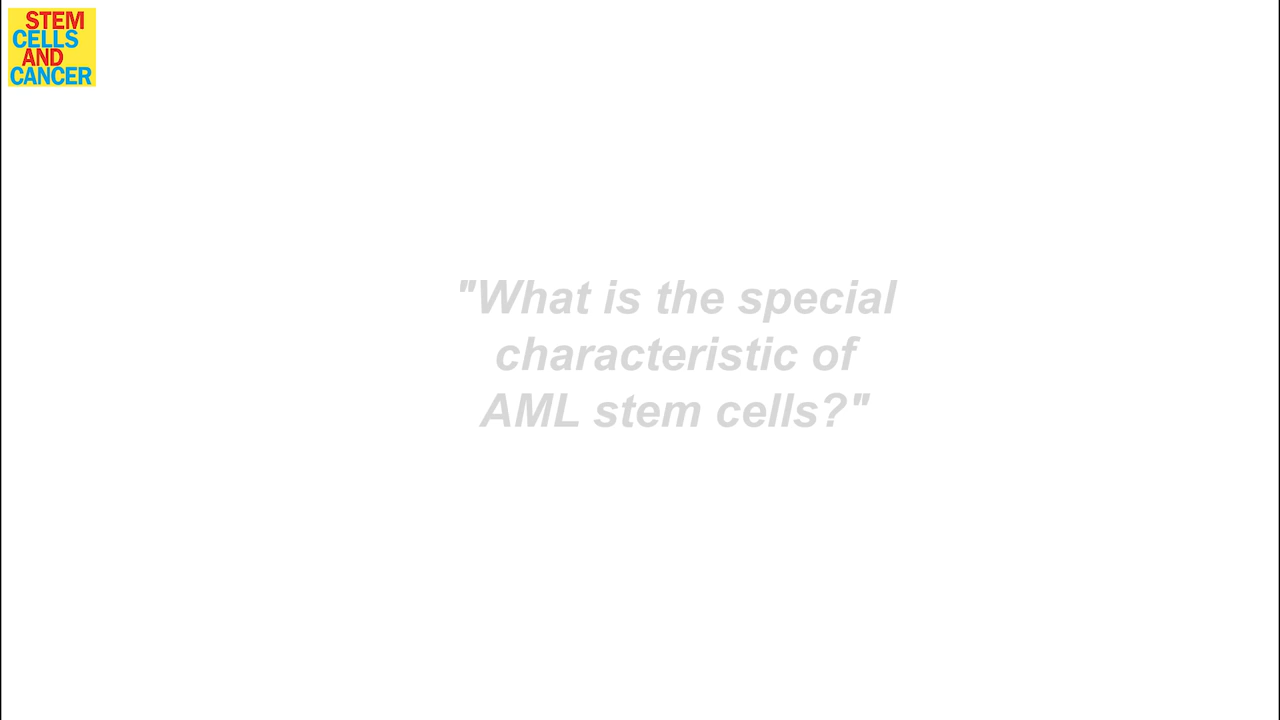 STEM
CELLS
AND
CANCER
"What is the special
characteristic of
AML stem cells?"